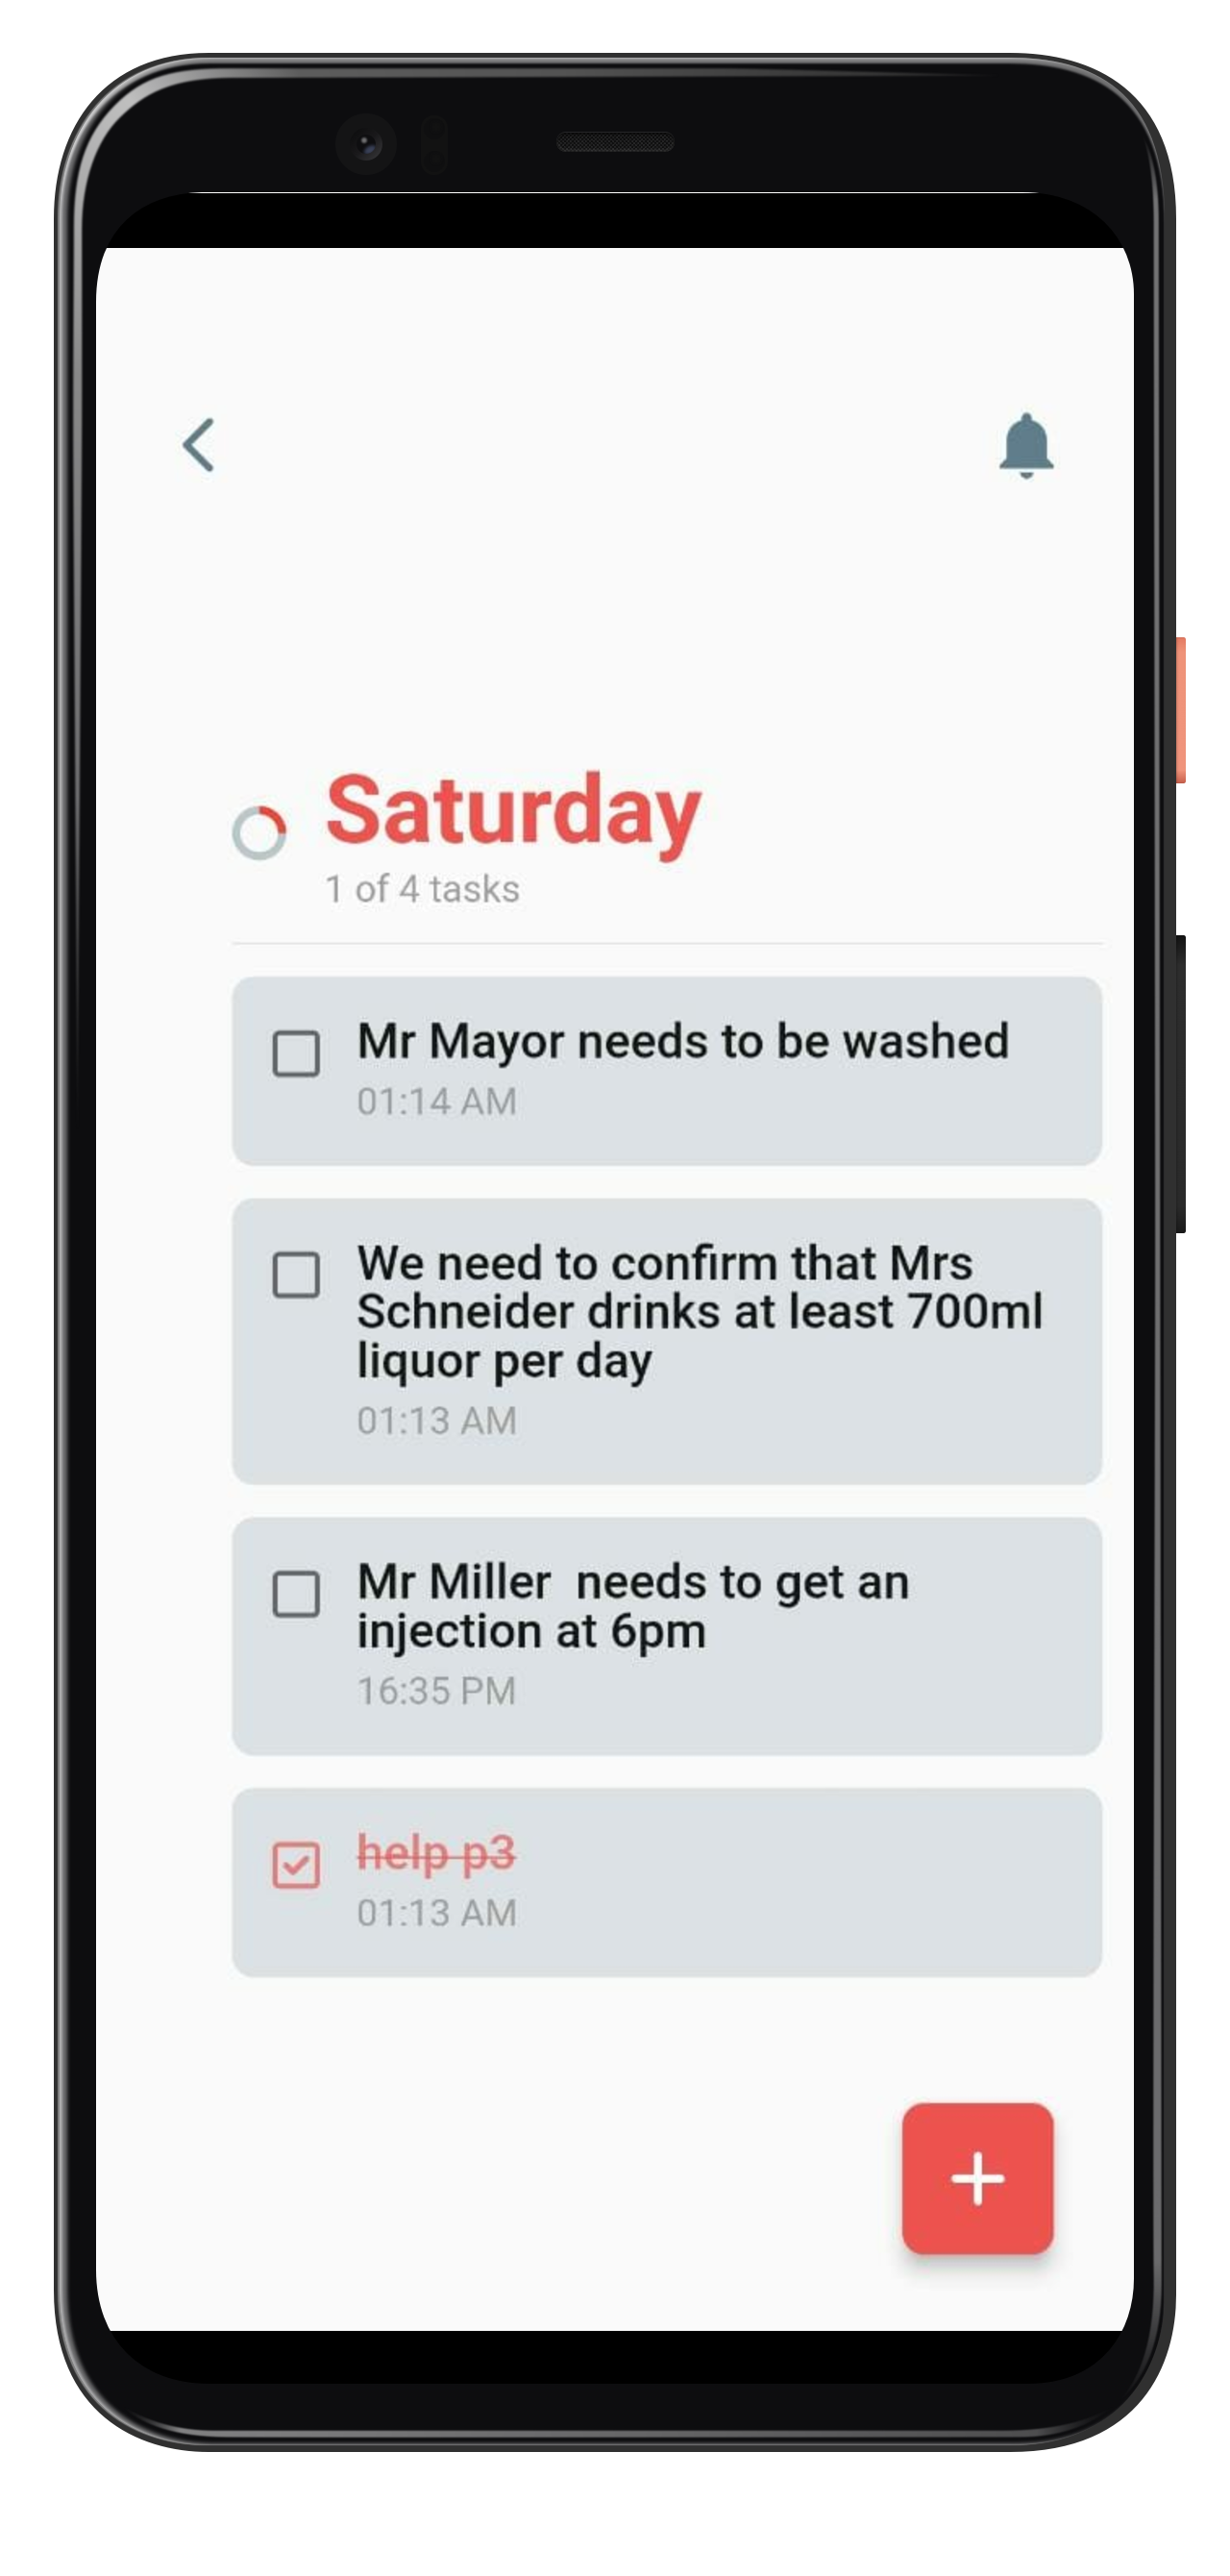 Saturday
1 of 4 tasks
Mr Mayor needs to be washed
01:14 AM
We need to confirm that Mrs
Schneider drinks at least 700ml
liquor per day
01:13 AM
Mr Miller  needs to get an
injection at 6pm
16:35 PM
help p3
01:13 AM